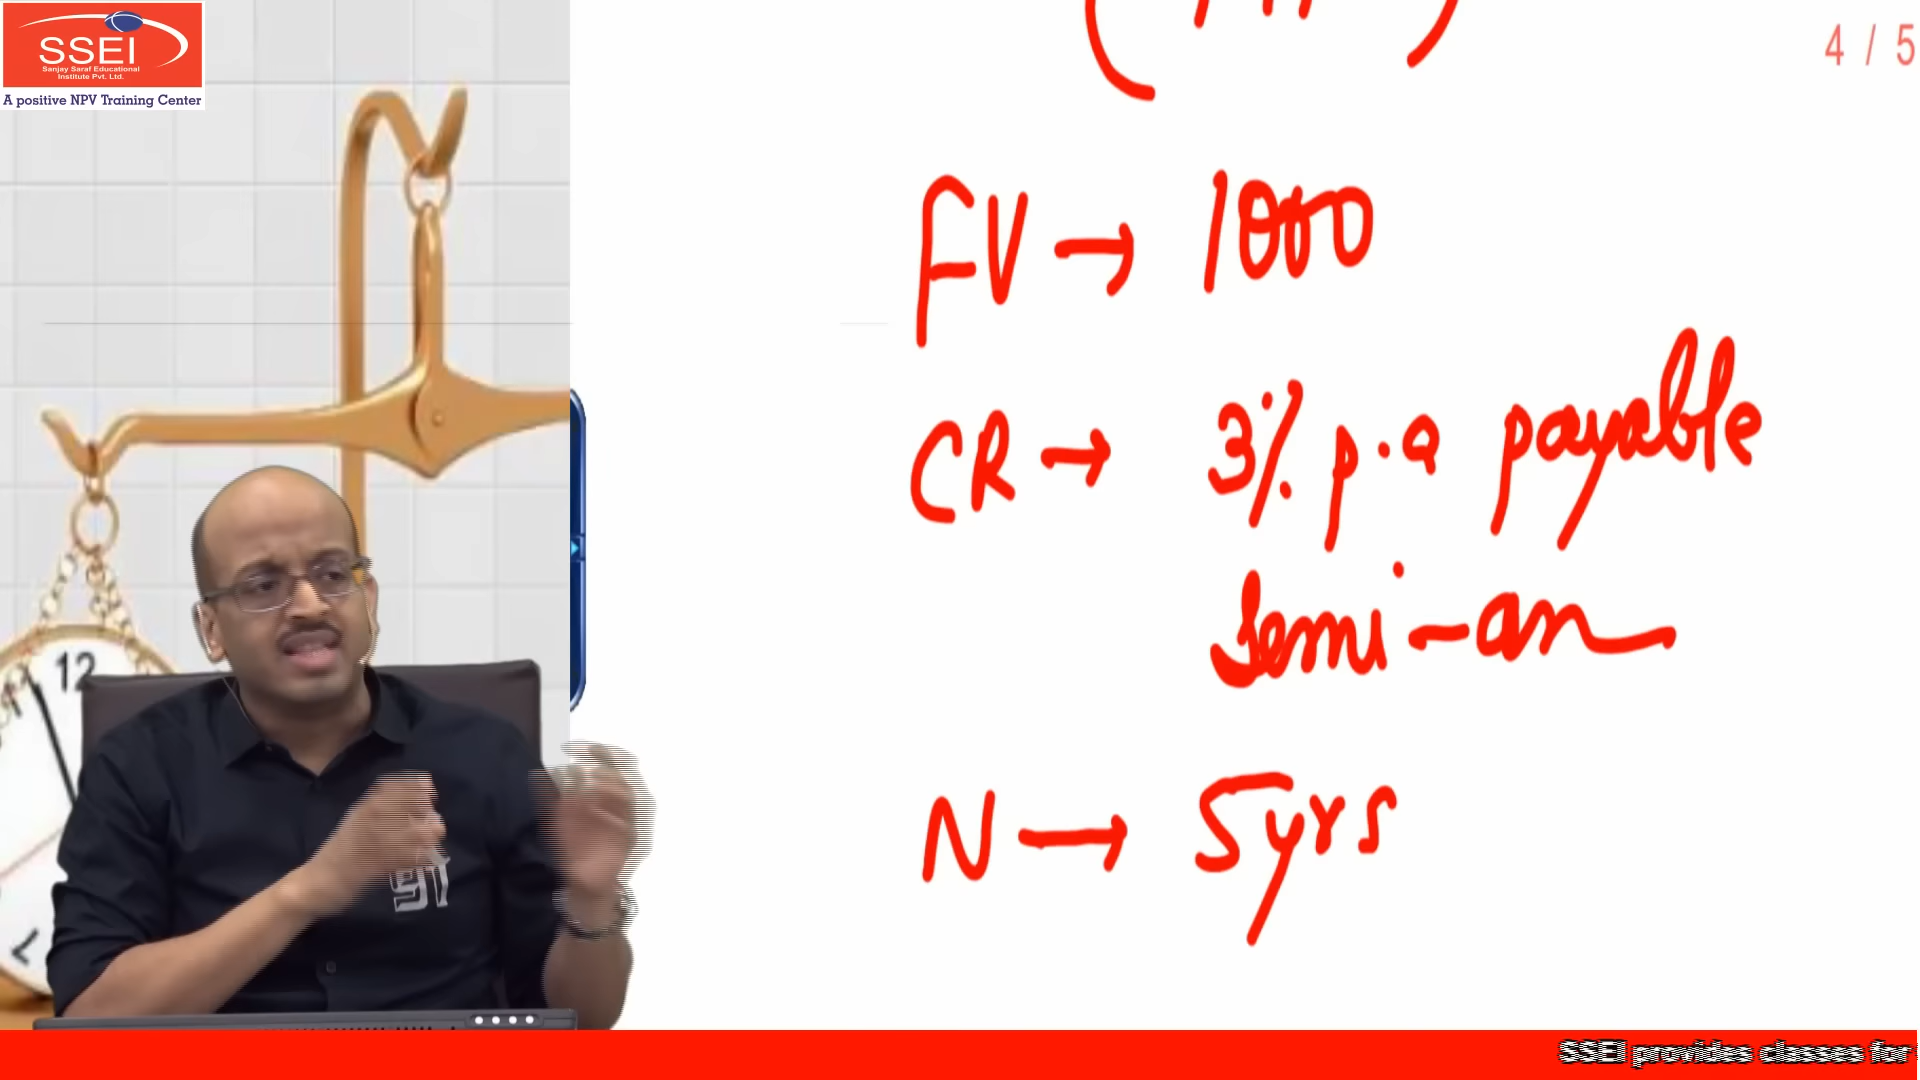 SSEI
Sanjay Saraf Educational
Institute Pvt. Ltd.
A positive NPV Training Center
4 / 5
FV → 1000
CR → 3% p.a payable
Semi-an
N → 5yrs
12
SSEI provides classes for